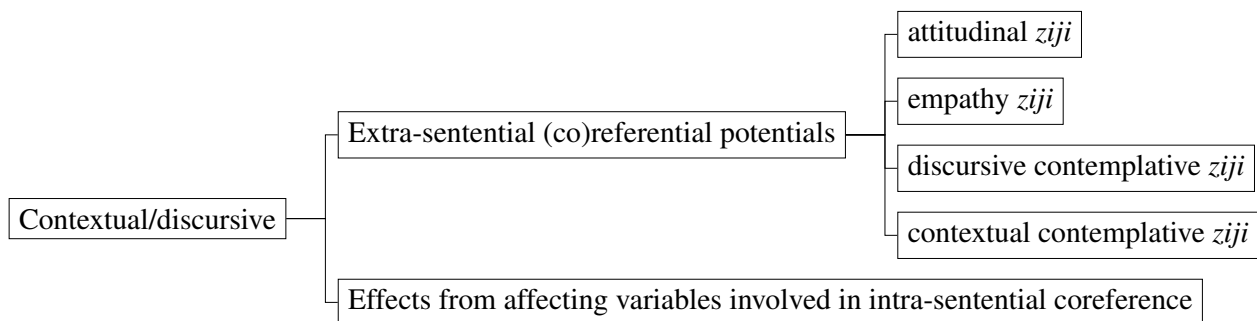 Contextual/discursive
Extra-sentential (co)referential potentials
attitudinal ziji
empathy ziji
discursive contemplative ziji
contextual contemplative ziji
Effects from affecting variables involved in intra-sentential coreference